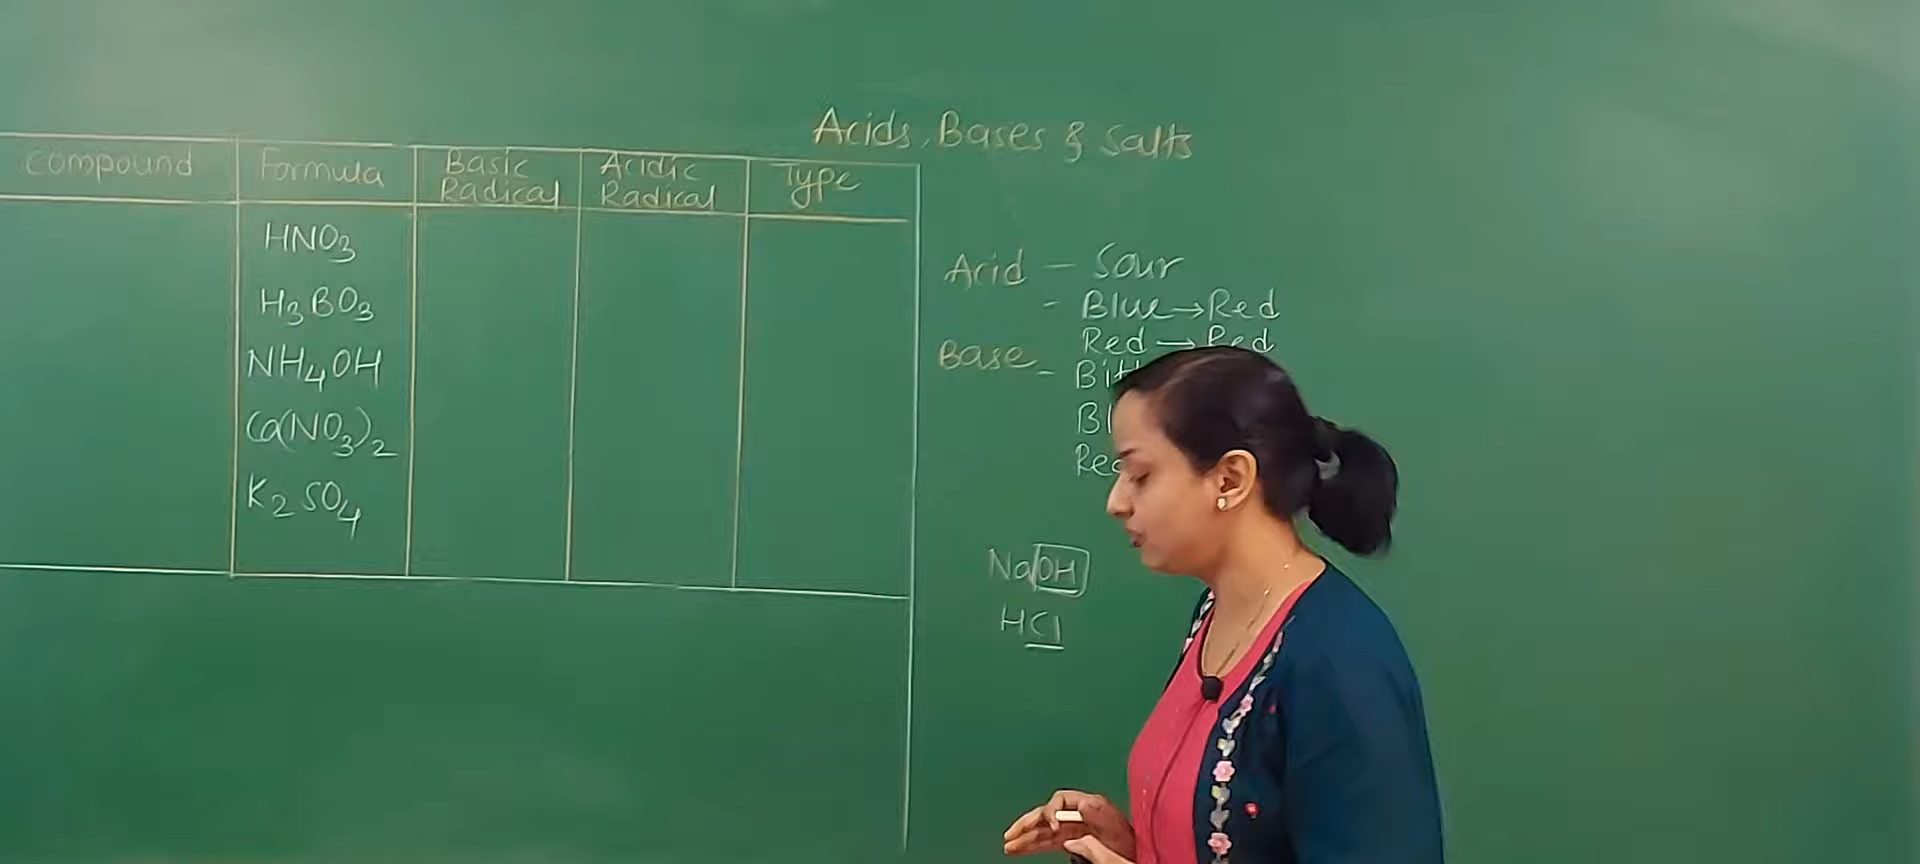 Acids, Bases & Salts
Compound
Formula
Basic
Radical
Acidic
Radical
Type
HNO₃
H₃BO₃
NH₄OH
Ca(NO₃)₂
K₂SO₄
Acid - Sour
- Blue → Red
Red → Red
Base -
NaOH
HCl